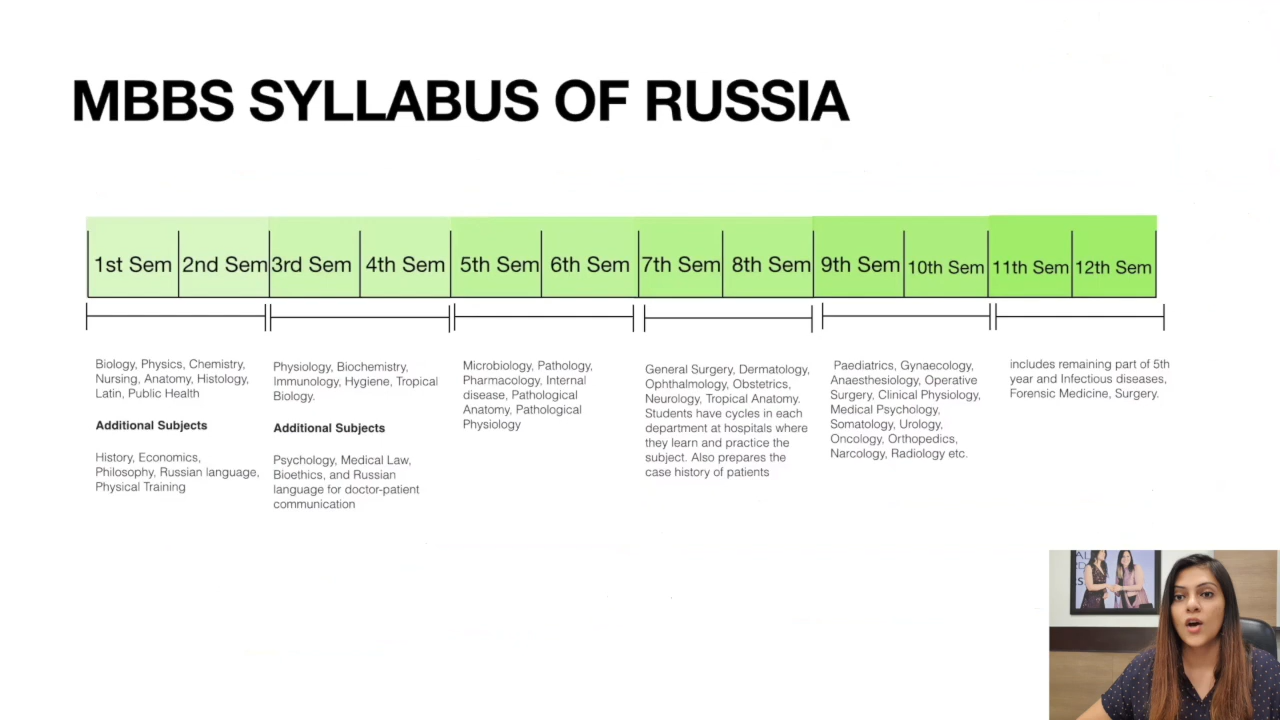 MBBS SYLLABUS OF RUSSIA
1st Sem 2nd Sem 3rd Sem 4th Sem 5th Sem 6th Sem 7th Sem 8th Sem 9th Sem 10th Sem 11th Sem 12th Sem
Biology, Physics, Chemistry,
Nursing, Anatomy, Histology,
Latin, Public Health
Additional Subjects
History, Economics,
Philosophy, Russian language,
Physical Training
Physiology, Biochemistry,
Immunology, Hygiene, Tropical
Biology.
Additional Subjects
Psychology, Medical Law,
Bioethics, and Russian
language for doctor-patient
communication
Microbiology, Pathology,
Pharmacology, Internal
disease, Pathological
Anatomy, Pathological
Physiology
General Surgery, Dermatology,
Ophthalmology, Obstetrics,
Neurology, Tropical Anatomy.
Students have cycles in each
department at hospitals where
they learn and practice the
subject. Also prepares the
case history of patients
Paediatrics, Gynaecology,
Anaesthesiology, Operative
Surgery, Clinical Physiology,
Medical Psychology,
Somatology, Urology,
Oncology, Orthopedics,
Narcology, Radiology etc.
includes remaining part of 5th
year and Infectious diseases,
Forensic Medicine, Surgery.